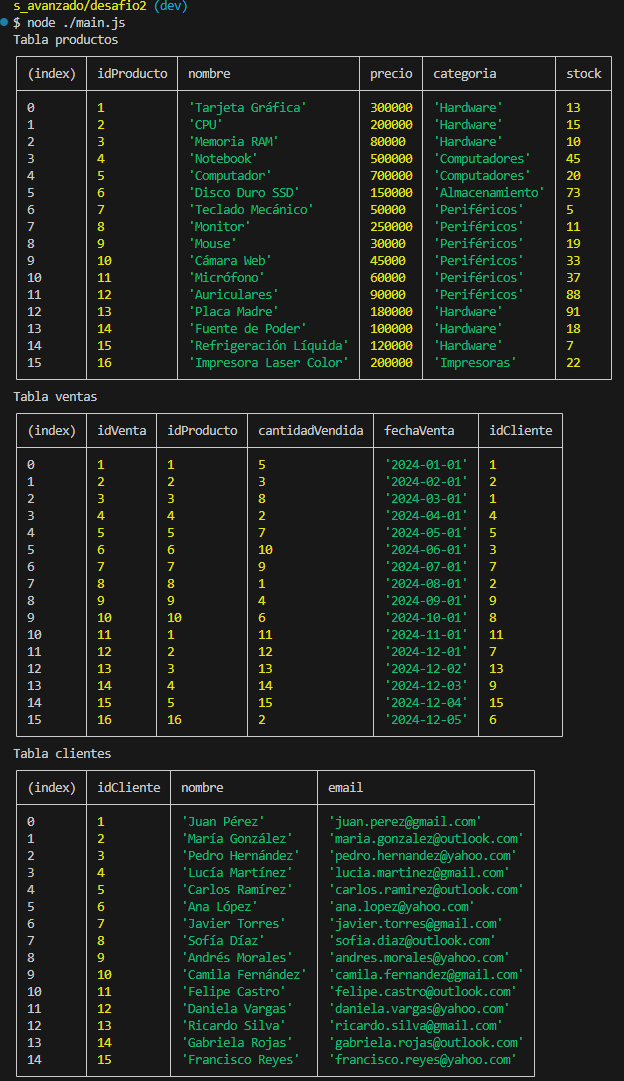 s_avanzado/desafio2 (dev)
$ node ./main.js
Tabla productos
(index) idProducto nombre precio categoria stock
0 1 'Tarjeta Gráfica' 300000 'Hardware' 13
1 2 'CPU' 200000 'Hardware' 15
2 3 'Memoria RAM' 80000 'Hardware' 10
3 4 'Notebook' 500000 'Computadores' 45
4 5 'Computador' 700000 'Computadores' 20
5 6 'Disco Duro SSD' 150000 'Almacenamiento' 73
6 7 'Teclado Mecánico' 50000 'Periféricos' 5
7 8 'Monitor' 250000 'Periféricos' 11
8 9 'Mouse' 30000 'Periféricos' 19
9 10 'Cámara Web' 45000 'Periféricos' 33
10 11 'Micrófono' 60000 'Periféricos' 37
11 12 'Auriculares' 90000 'Periféricos' 88
12 13 'Placa Madre' 180000 'Hardware' 91
13 14 'Fuente de Poder' 100000 'Hardware' 18
14 15 'Refrigeración Líquida' 120000 'Hardware' 7
15 16 'Impresora Laser Color' 200000 'Impresoras' 22
Tabla ventas
(index) idVenta idProducto cantidadVendida fechaVenta idCliente
0 1 1 5 '2024-01-01' 1
1 2 2 3 '2024-02-01' 2
2 3 3 8 '2024-03-01' 1
3 4 4 2 '2024-04-01' 4
4 5 5 7 '2024-05-01' 5
5 6 6 10 '2024-06-01' 3
6 7 7 9 '2024-07-01' 7
7 8 8 1 '2024-08-01' 2
8 9 9 4 '2024-09-01' 9
9 10 10 6 '2024-10-01' 8
10 11 1 11 '2024-11-01' 11
11 12 2 12 '2024-12-01' 7
12 13 3 13 '2024-12-02' 13
13 14 4 14 '2024-12-03' 9
14 15 5 15 '2024-12-04' 15
15 16 16 2 '2024-12-05' 6
Tabla clientes
(index) idCliente nombre email
0 1 'Juan Pérez' 'juan.perez@gmail.com'
1 2 'María González' 'maria.gonzalez@outlook.com'
2 3 'Pedro Hernández' 'pedro.hernandez@yahoo.com'
3 4 'Lucía Martínez' 'lucia.martinez@gmail.com'
4 5 'Carlos Ramírez' 'carlos.ramirez@outlook.com'
5 6 'Ana López' 'ana.lopez@yahoo.com'
6 7 'Javier Torres' 'javier.torres@gmail.com'
7 8 'Sofía Díaz' 'sofia.diaz@outlook.com'
8 9 'Andrés Morales' 'andres.morales@yahoo.com'
9 10 'Camila Fernández' 'camila.fernandez@gmail.com'
10 11 'Felipe Castro' 'felipe.castro@outlook.com'
11 12 'Daniela Vargas' 'daniela.vargas@yahoo.com'
12 13 'Ricardo Silva' 'ricardo.silva@gmail.com'
13 14 'Gabriela Rojas' 'gabriela.rojas@outlook.com'
14 15 'Francisco Reyes' 'francisco.reyes@yahoo.com'